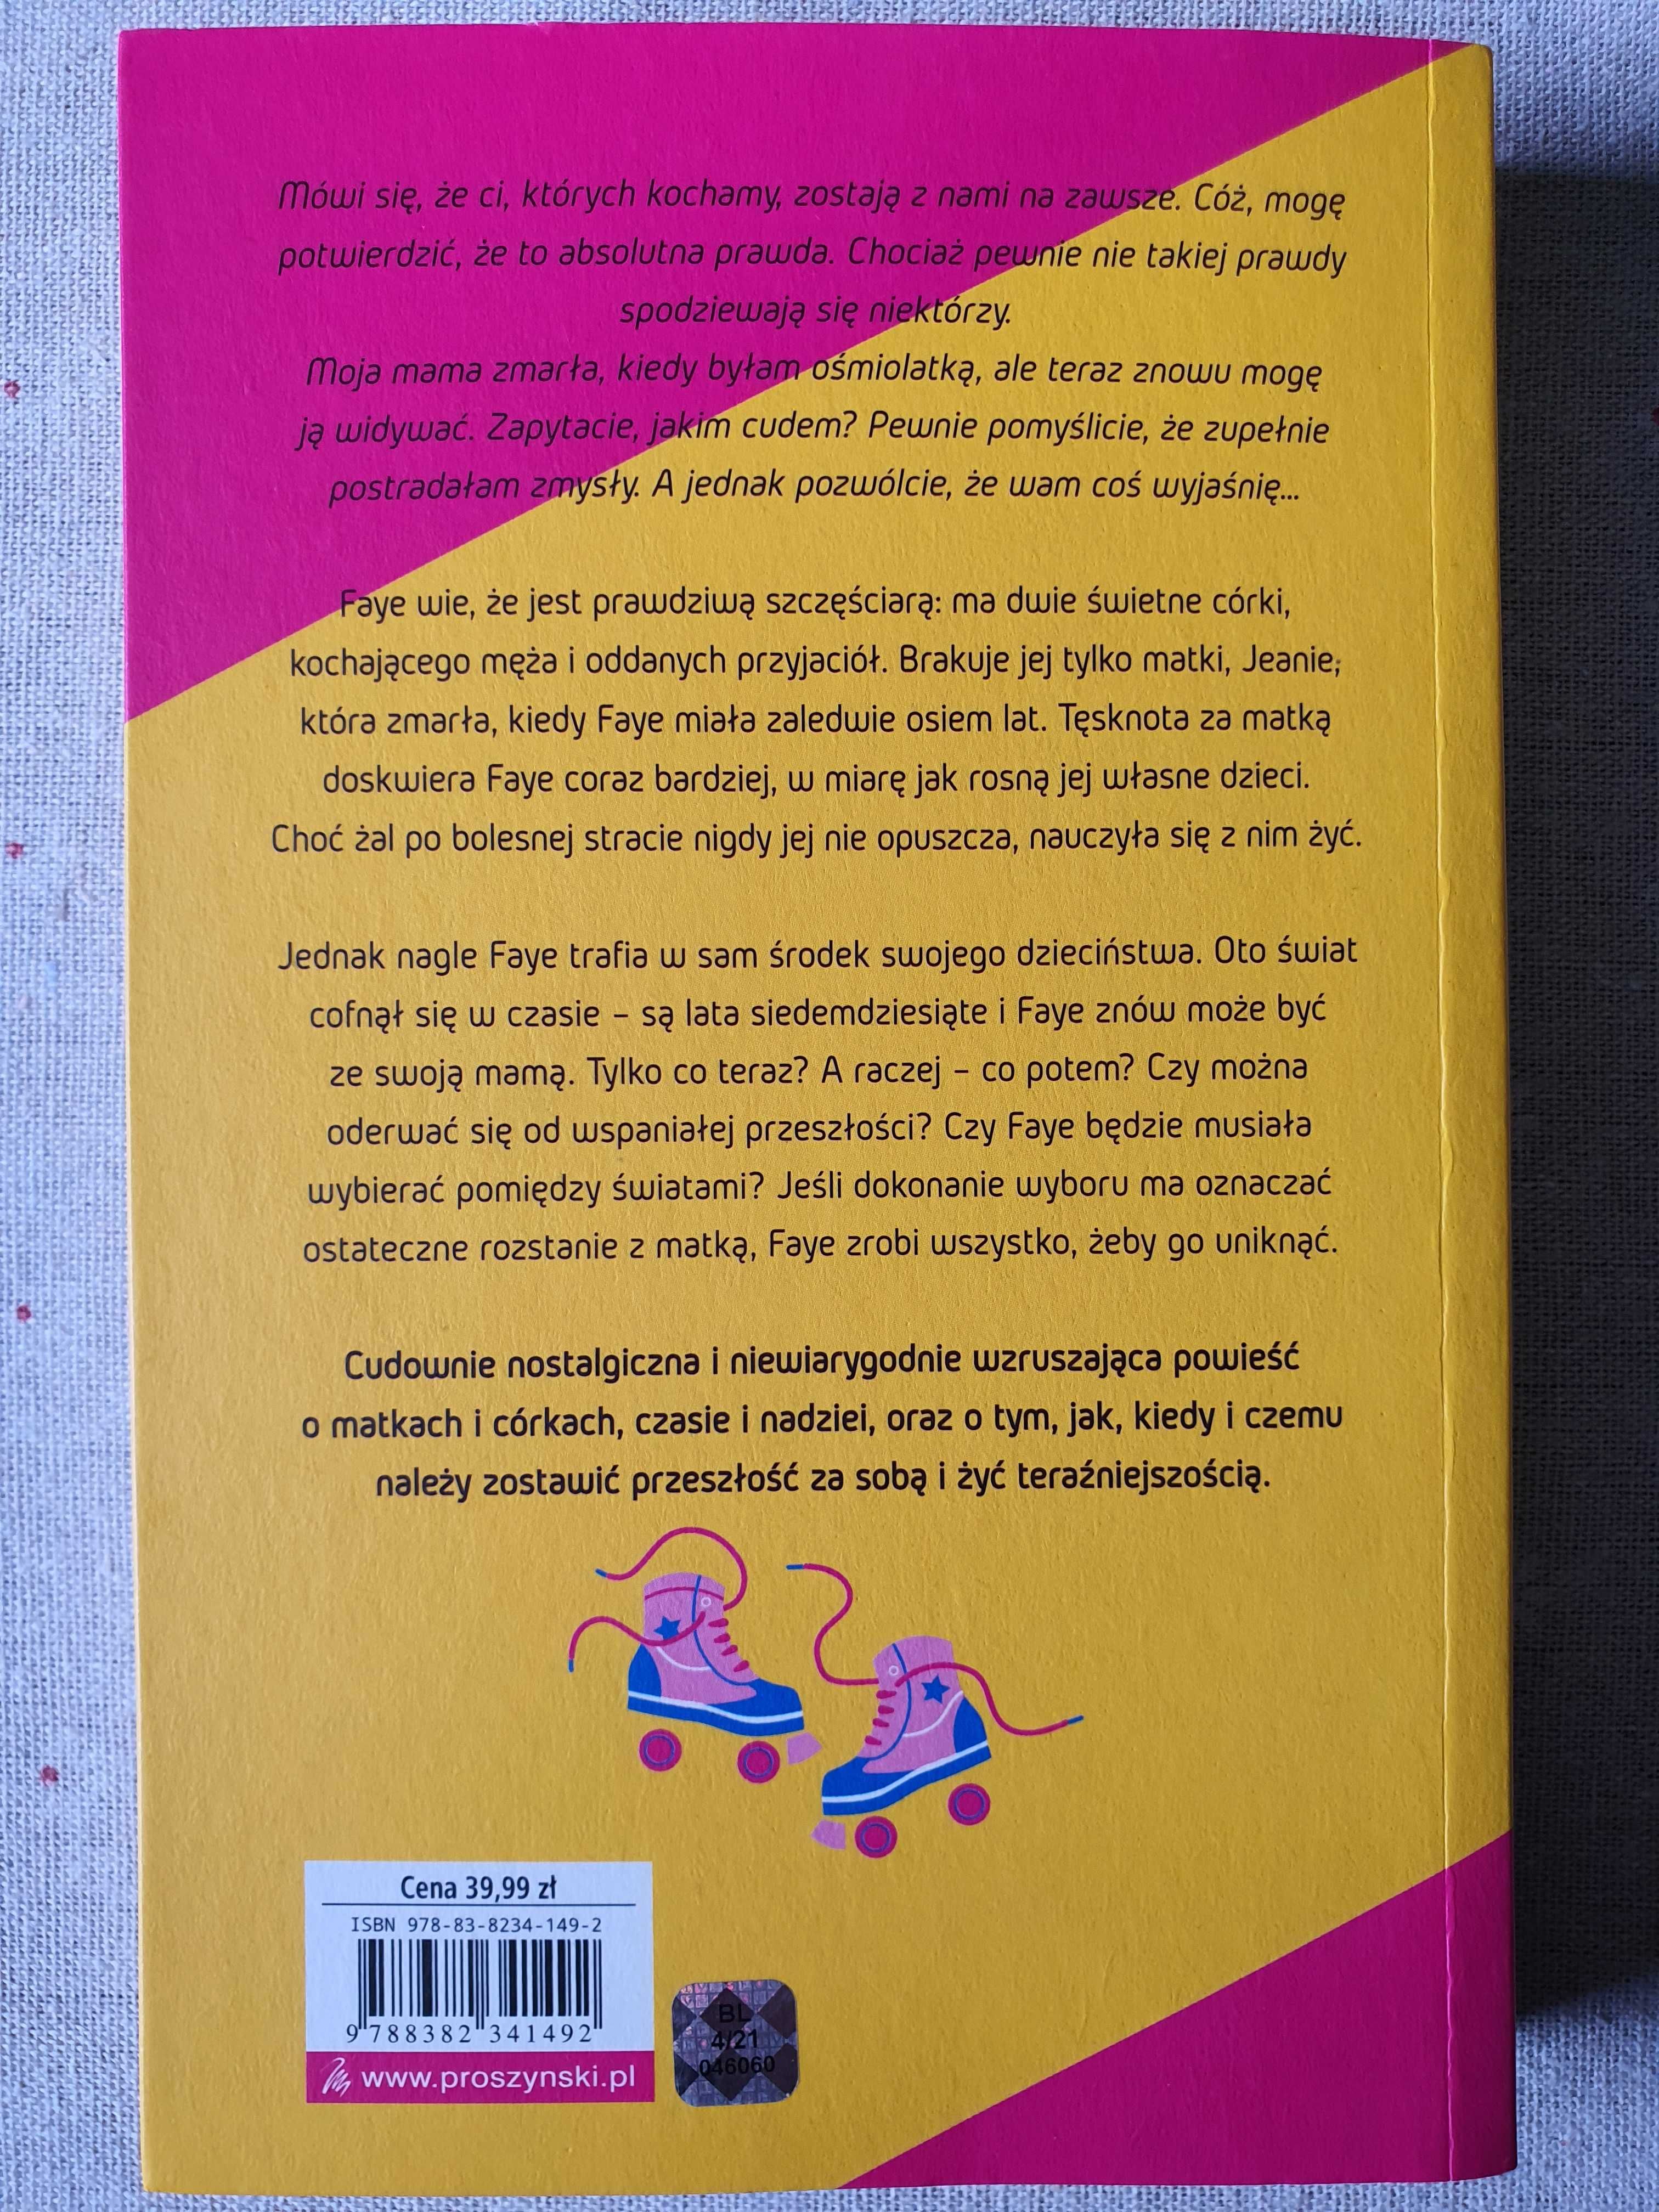 Mówi się, że ci, których kochamy, zostają z nami na zawsze. Cóż, mogę
potwierdzić, że to absolutna prawda. Chociaż pewnie nie takiej prawdy
spodziewają się niektórzy.
Moja mama zmarła, kiedy byłam ośmiolatką, ale teraz znowu mogę
ją widywać. Zapytacie, jakim cudem? Pewnie pomyślicie, że zupełnie
postradałam zmysły. A jednak pozwólcie, że wam coś wyjaśnię...
Faye wie, że jest prawdziwą szczęściarą: ma dwie świetne córki,
kochającego męża i oddanych przyjaciół. Brakuje jej tylko matki, Jeanie,
która zmarła, kiedy Faye miała zaledwie osiem lat. Tęsknota za matką
doskwiera Faye coraz bardziej, w miarę jak rosną jej własne dzieci.
Choć żal po bolesnej stracie nigdy jej nie opuszcza, nauczyła się z nim żyć.
Jednak nagle Faye trafia w sam środek swojego dzieciństwa. Oto świat
cofnął się w czasie – są lata siedemdziesiąte i Faye znów może być
ze swoją mamą. Tylko co teraz? A raczej – co potem? Czy można
oderwać się od wspaniałej przeszłości? Czy Faye będzie musiała
wybierać pomiędzy światami? Jeśli dokonanie wyboru ma oznaczać
ostateczne rozstanie z matką, Faye zrobi wszystko, żeby go uniknąć.
Cudownie nostalgiczna i niewiarygodnie wzruszająca powieść
o matkach i córkach, czasie i nadziei, oraz o tym, jak, kiedy i czemu
należy zostawić przeszłość za sobą i żyć teraźniejszością.
Cena 39,99 zł
ISBN 978-83-8234-149-2
9 788382 341492
www.proszynski.pl
BL
4/21
046060